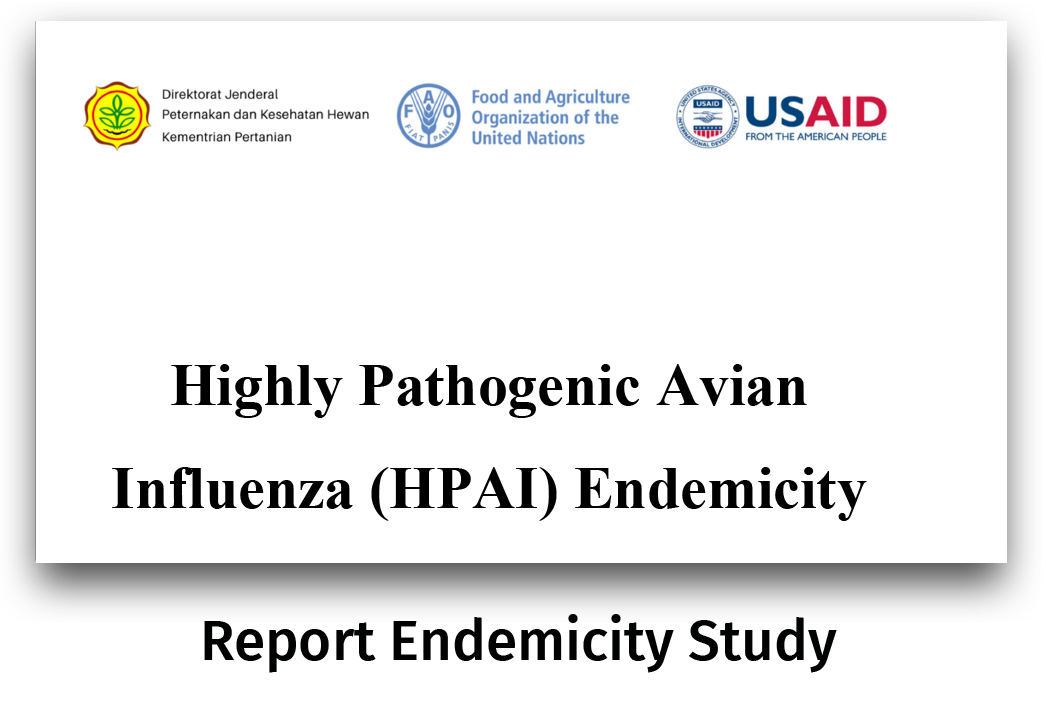 Direktorat Jenderal
Peternakan dan Kesehatan Hewan
Kementrian Pertanian
FAO
FIAT PANIS
Food and Agriculture
Organization of the
United Nations
UNITED STATES AGENCY
INTERNATIONAL DEVELOPMENT
USAID
USAID
FROM THE AMERICAN PEOPLE
Highly Pathogenic Avian
Influenza (HPAI) Endemicity
Report Endemicity Study